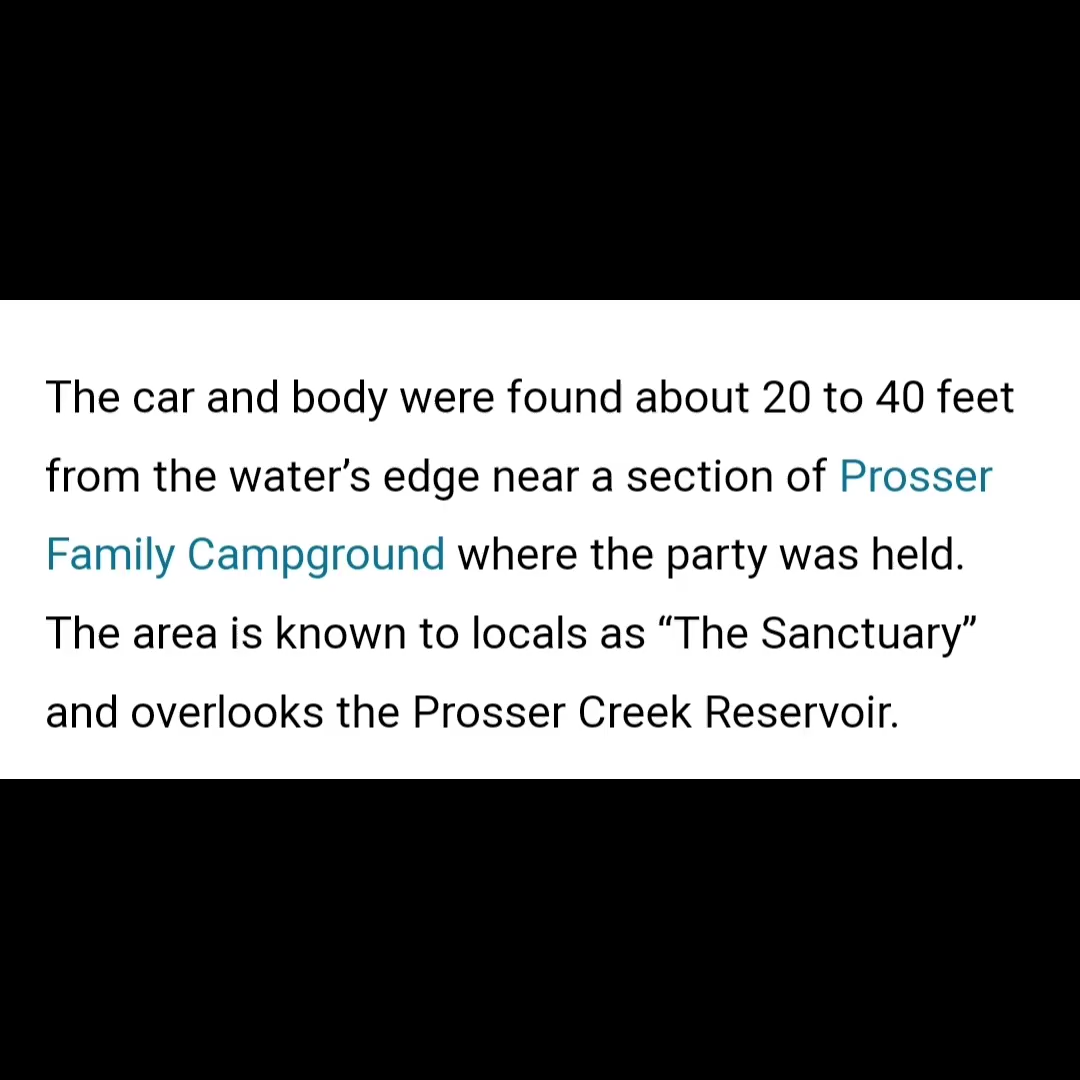 The car and body were found about 20 to 40 feet
from the water’s edge near a section of Prosser
Family Campground where the party was held.
The area is known to locals as “The Sanctuary”
and overlooks the Prosser Creek Reservoir.